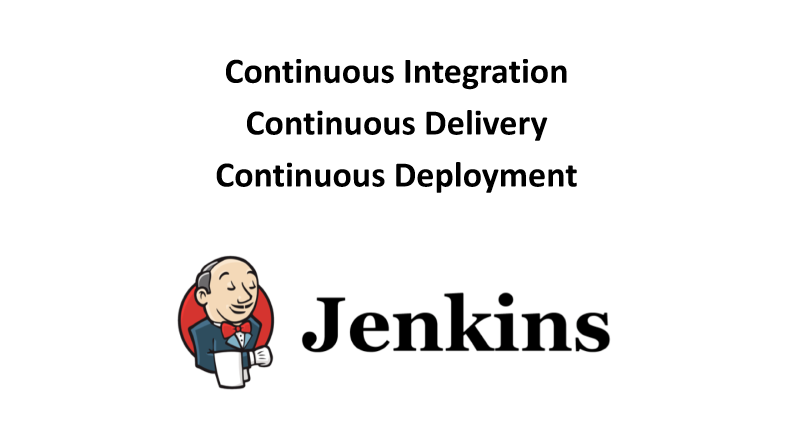 Continuous Integration
Continuous Delivery
Continuous Deployment
Jenkins